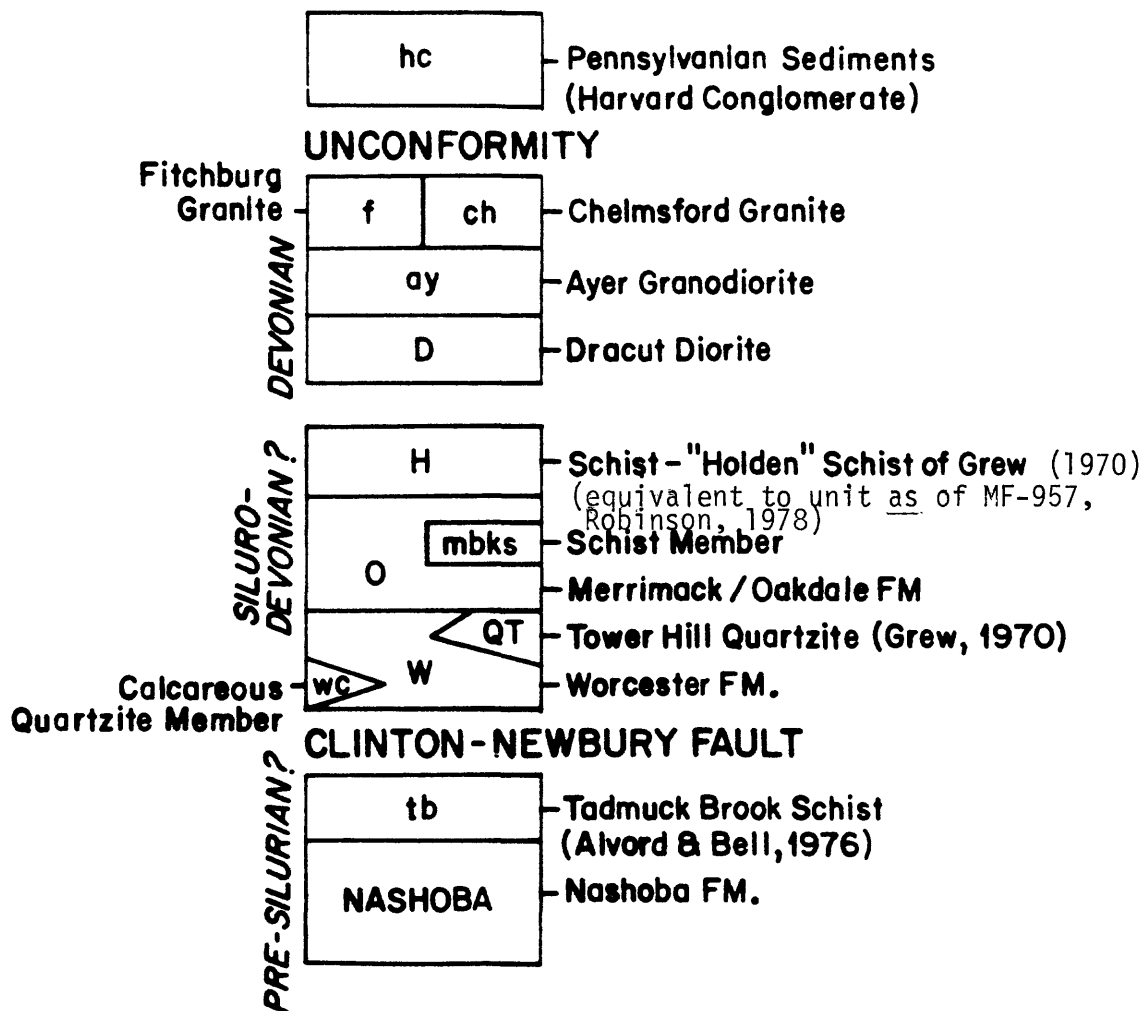 hc
Pennsylvanian Sediments
(Harvard Conglomerate)
UNCONFORMITY
Fitchburg
Granite
f
ch
Chelmsford Granite
ay
Ayer Granodiorite
D
Dracut Diorite
DEVONIAN
H
Schist-"Holden" Schist of Grew (1970)
(equivalent to unit as of MF-957,
Robinson, 1978)
mbks
Schist Member
O
Merrimack / Oakdale FM
SILURO-
DEVONIAN?
QT
Tower Hill Quartzite (Grew, 1970)
W
Worcester FM.
wc
Calcareous
Quartzite Member
CLINTON-NEWBURY FAULT
tb
Tadmuck Brook Schist
(Alvord & Bell, 1976)
NASHOBA
Nashoba FM.
PRE-SILURIAN?